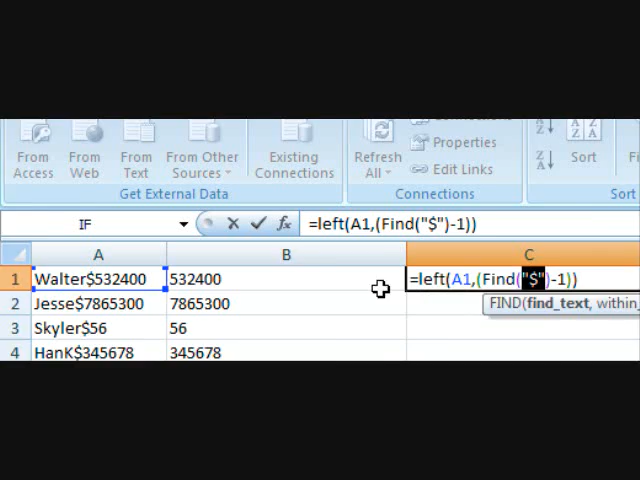 From Access
From Web
From Text
From Other Sources
Existing Connections
Refresh All
Properties
Edit Links
A Z
Z A
A Z Z A
Sort
Get External Data
Connections
Sort
IF
fx
=left(A1,(Find("$")-1))
A B C
1 Walter$532400 532400 =left(A1,(Find("$")-1))
2 Jesse$7865300 7865300 FIND(find_text, within_
3 Skyler$56 56
4 HanK$345678 345678